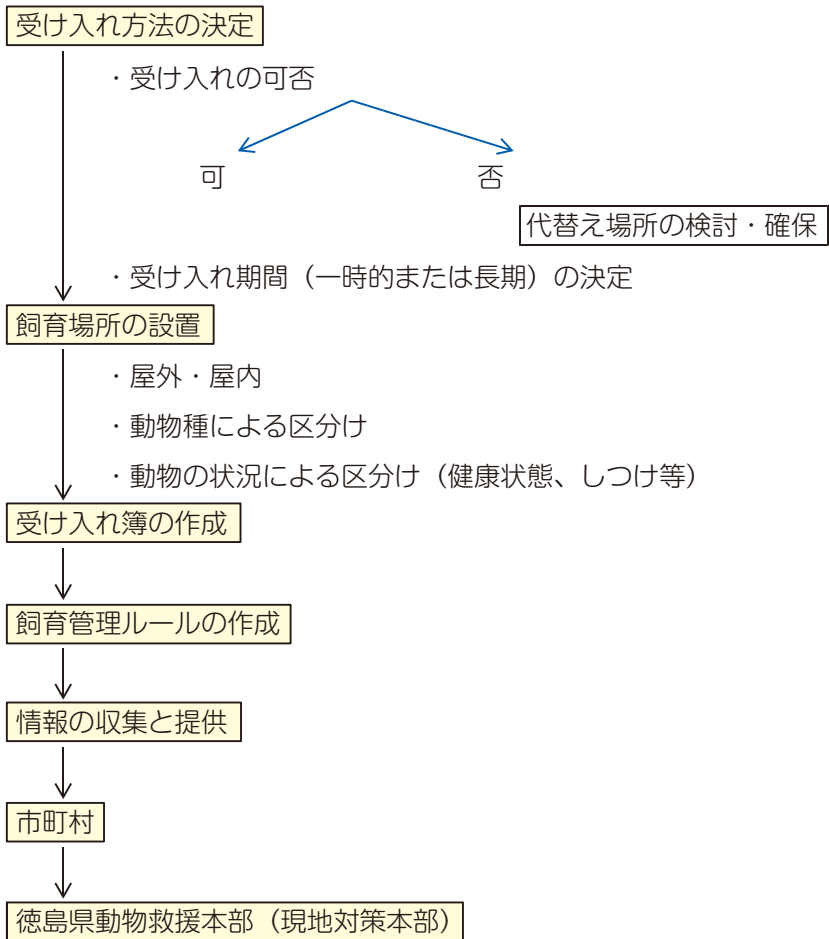 受け入れ方法の決定
・受け入れの可否
可 否
代替え場所の検討・確保
・受け入れ期間（一時的または長期）の決定
飼育場所の設置
・屋外・屋内
・動物種による区分け
・動物の状況による区分け（健康状態、しつけ等）
受け入れ簿の作成
飼育管理ルールの作成
情報の収集と提供
市町村
徳島県動物救援本部（現地対策本部）